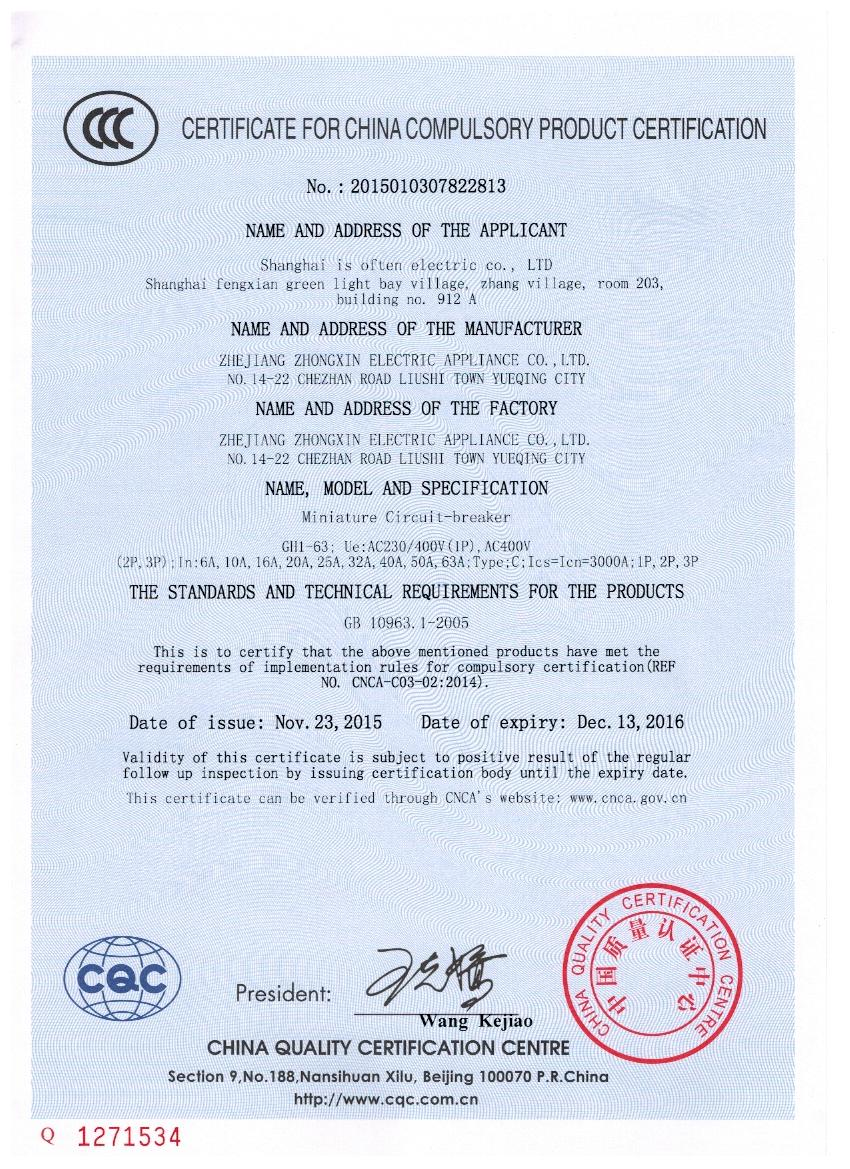 CERTIFICATE FOR CHINA COMPULSORY PRODUCT CERTIFICATION
No. : 2015010307822813
NAME AND ADDRESS OF THE APPLICANT
Shanghai is often electric co., LTD
Shanghai fengxian green light bay village, zhang village, room 203,
building no. 912 A
NAME AND ADDRESS OF THE MANUFACTURER
ZHEJIANG ZHONGXIN ELECTRIC APPLIANCE CO.,LTD.
NO.14-22 CHEZHAN ROAD LIUSHI TOWN YUEQING CITY
NAME AND ADDRESS OF THE FACTORY
ZHEJIANG ZHONGXIN ELECTRIC APPLIANCE CO.,LTD.
NO.14-22 CHEZHAN ROAD LIUSHI TOWN YUEQING CITY
NAME, MODEL AND SPECIFICATION
Miniature Circuit-breaker
GH1-63; Ue:AC230/400V(1P),AC400V
(2P,3P);In:6A,10A,16A,20A,25A,32A,40A,50A,63A;Type;C;Ics=Icn=3000A;1P,2P,3P
THE STANDARDS AND TECHNICAL REQUIREMENTS FOR THE PRODUCTS
GB 10963.1-2005
This is to certify that the above mentioned products have met the
requirements of implementation rules for compulsory certification(REF
NO. CNCA-C03-02:2014).
Date of issue: Nov.23,2015 Date of expiry: Dec.13,2016
Validity of this certificate is subject to positive result of the regular
follow up inspection by issuing certification body until the expiry date.
This certificate can be verified through CNCA's website: www.cnca.gov.cn
CHINA QUALITY CERTIFICATION CENTRE
中国质量认证中心
CQC
President:
王克娇
Wang Kejiao
CHINA QUALITY CERTIFICATION CENTRE
Section 9,No.188,Nansihuan Xilu, Beijing 100070 P.R.China
http://www.cqc.com.cn
Q 1271534